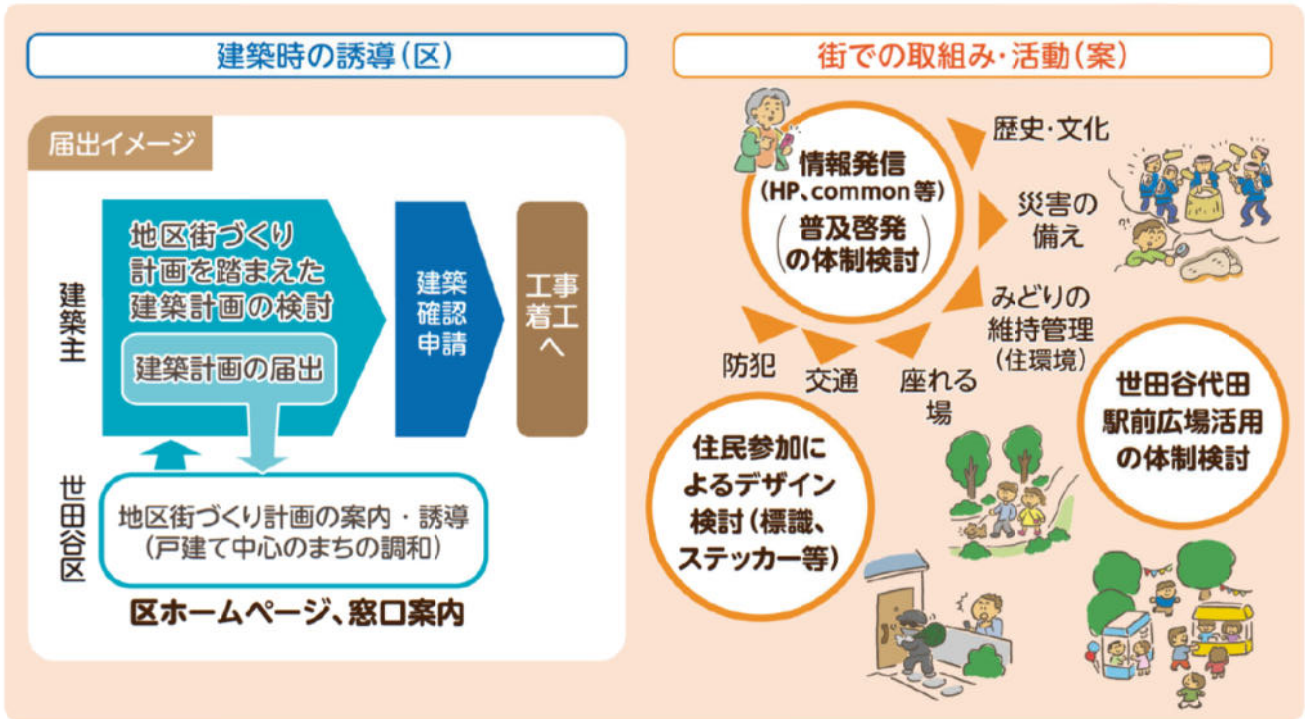 建築時の誘導(区)
届出イメージ
建築主
地区街づくり
計画を踏まえた
建築計画の検討
建築計画の届出
建築
確認
申請
工事
着工
へ
世田谷区
地区街づくり計画の案内・誘導
(戸建て中心のまちの調和)
区ホームページ、窓口案内
街での取組み・活動(案)
情報発信
(HP、common等)
(普及啓発
の体制検討)
歴史・文化
災害の
備え
みどりの
維持管理
(住環境)
座れる
場
交通
防犯
住民参加に
よるデザイン
検討(標識、
ステッカー等)
世田谷代田
駅前広場活用
の体制検討